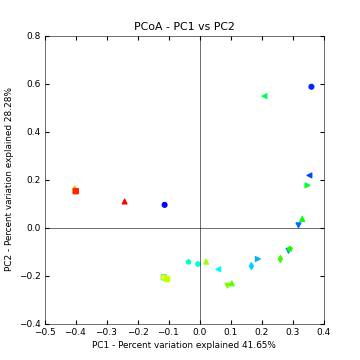 PCoA - PC1 vs PC2
0.8
0.6
0.4
0.2
0.0
−0.2
−0.4
PC2 - Percent variation explained 28.28%
−0.5 −0.4 −0.3 −0.2 −0.1 0.0 0.1 0.2 0.3 0.4
PC1 - Percent variation explained 41.65%